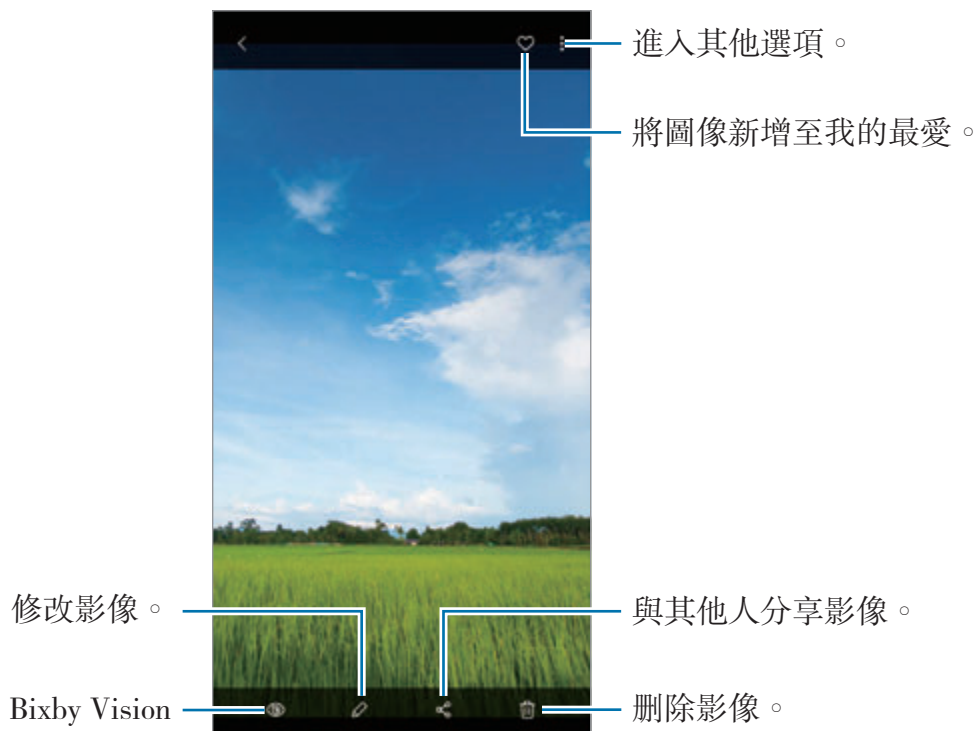 進入其他選項。
將圖像新增至我的最愛。
修改影像。
與其他人分享影像。
Bixby Vision
刪除影像。